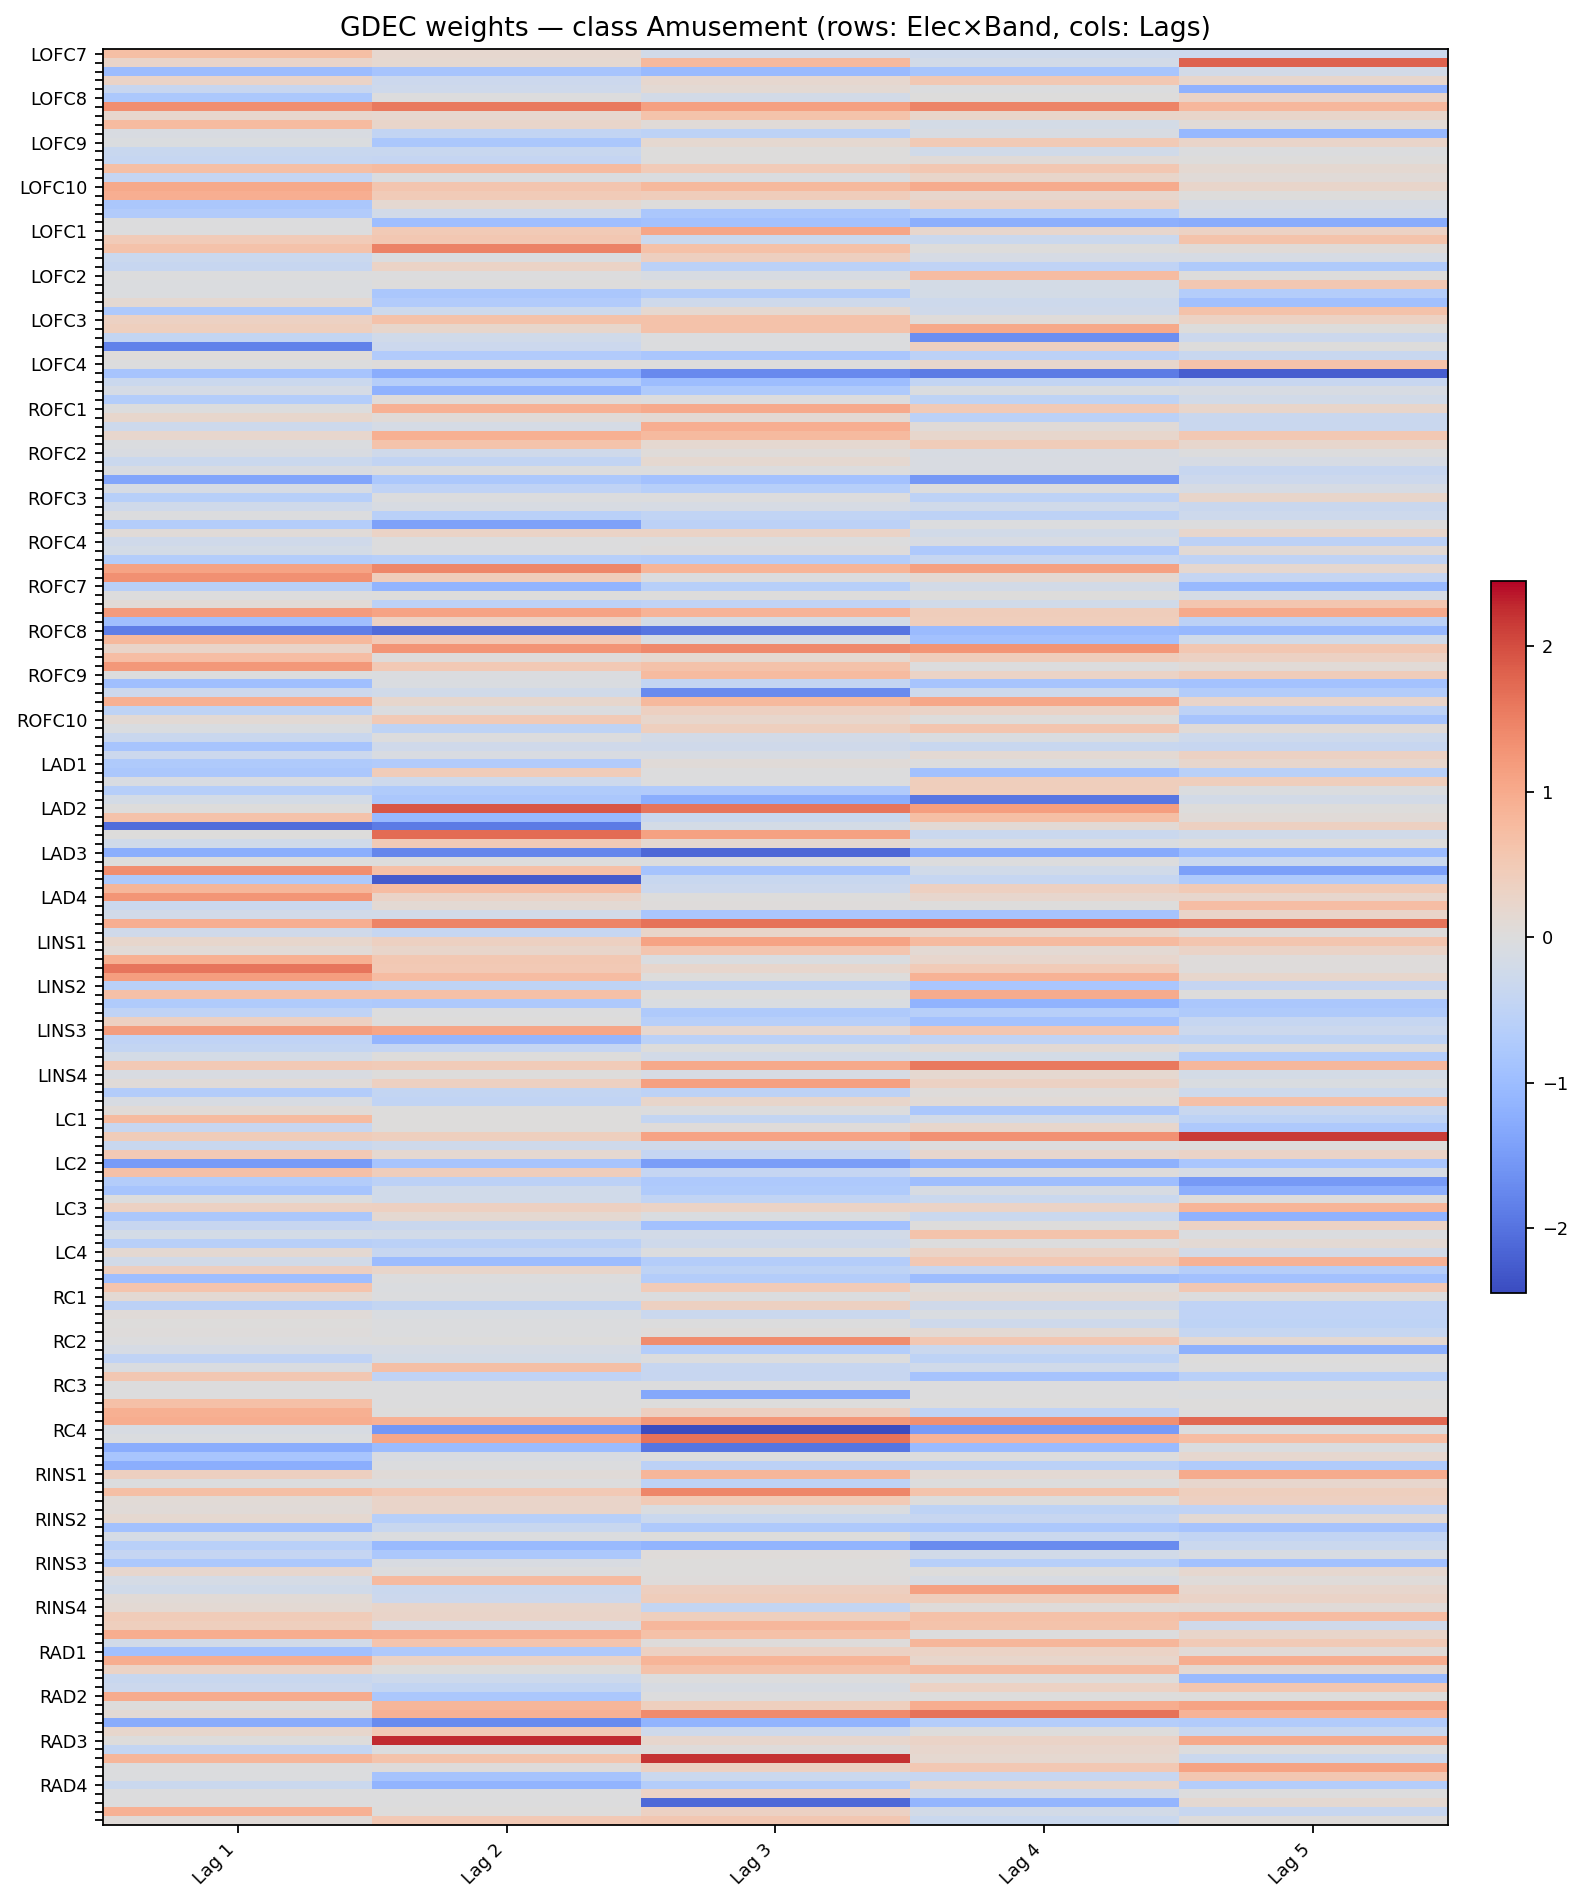 GDEC weights — class Amusement (rows: Elec×Band, cols: Lags)
LOFC7
LOFC8
LOFC9
LOFC10
LOFC1
LOFC2
LOFC3
LOFC4
ROFC1
ROFC2
ROFC3
ROFC4
ROFC7
ROFC8
ROFC9
ROFC10
LAD1
LAD2
LAD3
LAD4
LINS1
LINS2
LINS3
LINS4
LC1
LC2
LC3
LC4
RC1
RC2
RC3
RC4
RINS1
RINS2
RINS3
RINS4
RAD1
RAD2
RAD3
RAD4
Lag 1
Lag 2
Lag 3
Lag 4
Lag 5
2
1
0
−1
−2